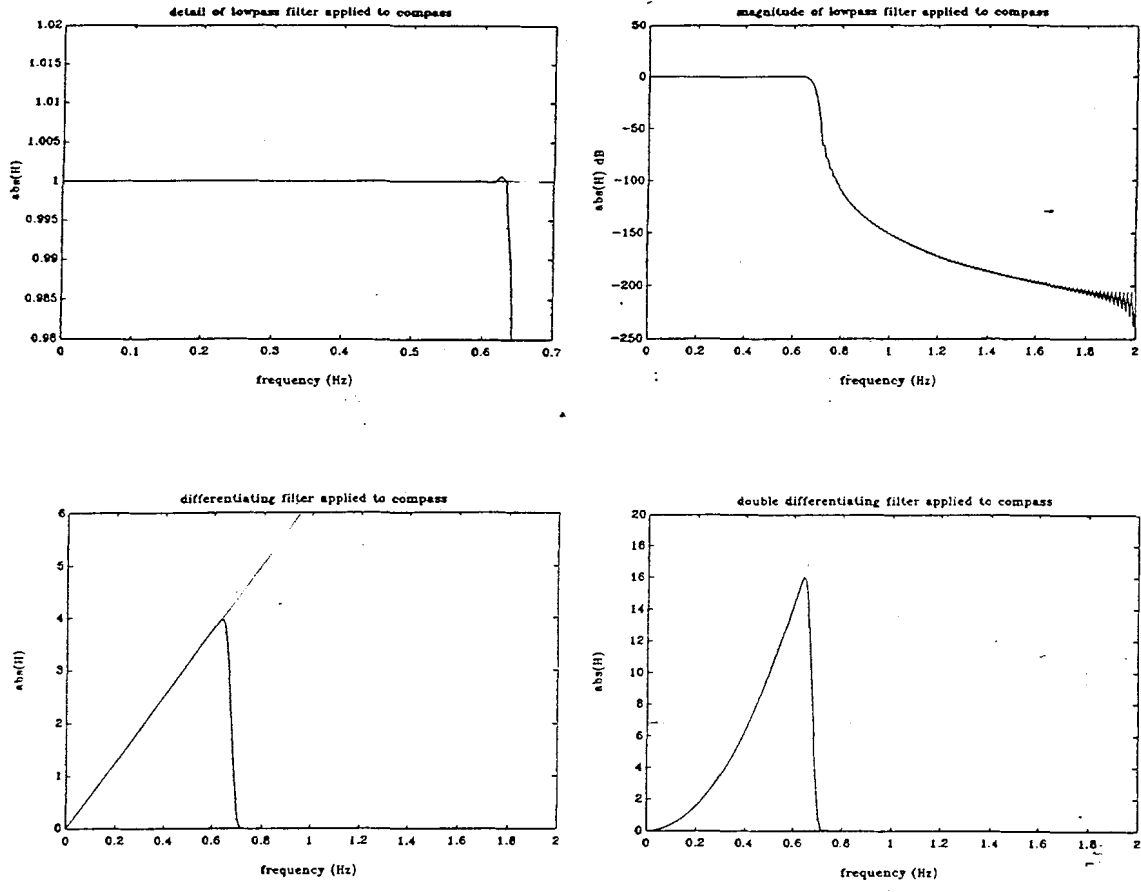 detail of lowpass filter applied to compass
1.02
1.015
1.01
1.005
1
0.995
0.99
0.985
0.98
abs(H)
0 0.1 0.2 0.3 0.4 0.5 0.6 0.7
frequency (Hz)
magnitude of lowpass filter applied to compass
50
0
-50
-100
-150
-200
-250
abs(H) dB
0 0.2 0.4 0.6 0.8 1 1.2 1.4 1.6 1.8 2
frequency (Hz)
differentiating filter applied to compass
6
5
4
3
2
1
0
abs(H)
0 0.2 0.4 0.6 0.8 1 1.2 1.4 1.6 1.8 2
frequency (Hz)
double differentiating filter applied to compass
20
18
16
14
12
10
8
6
4
2
0
abs(H)
0 0.2 0.4 0.6 0.8 1 1.2 1.4 1.6 1.8 2
frequency (Hz)